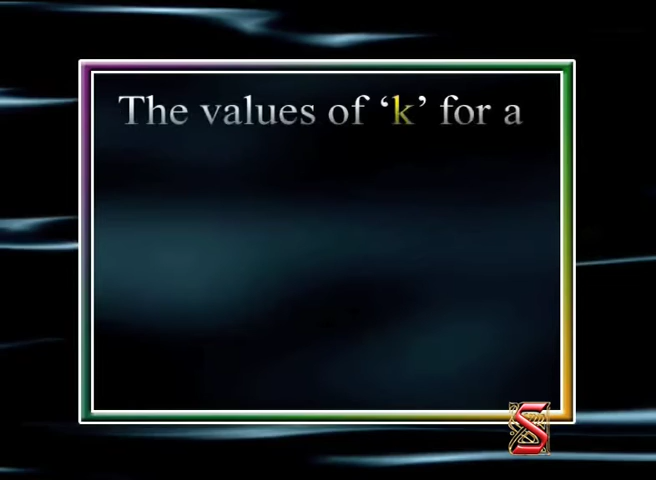 The values of ‘k’ for a
S